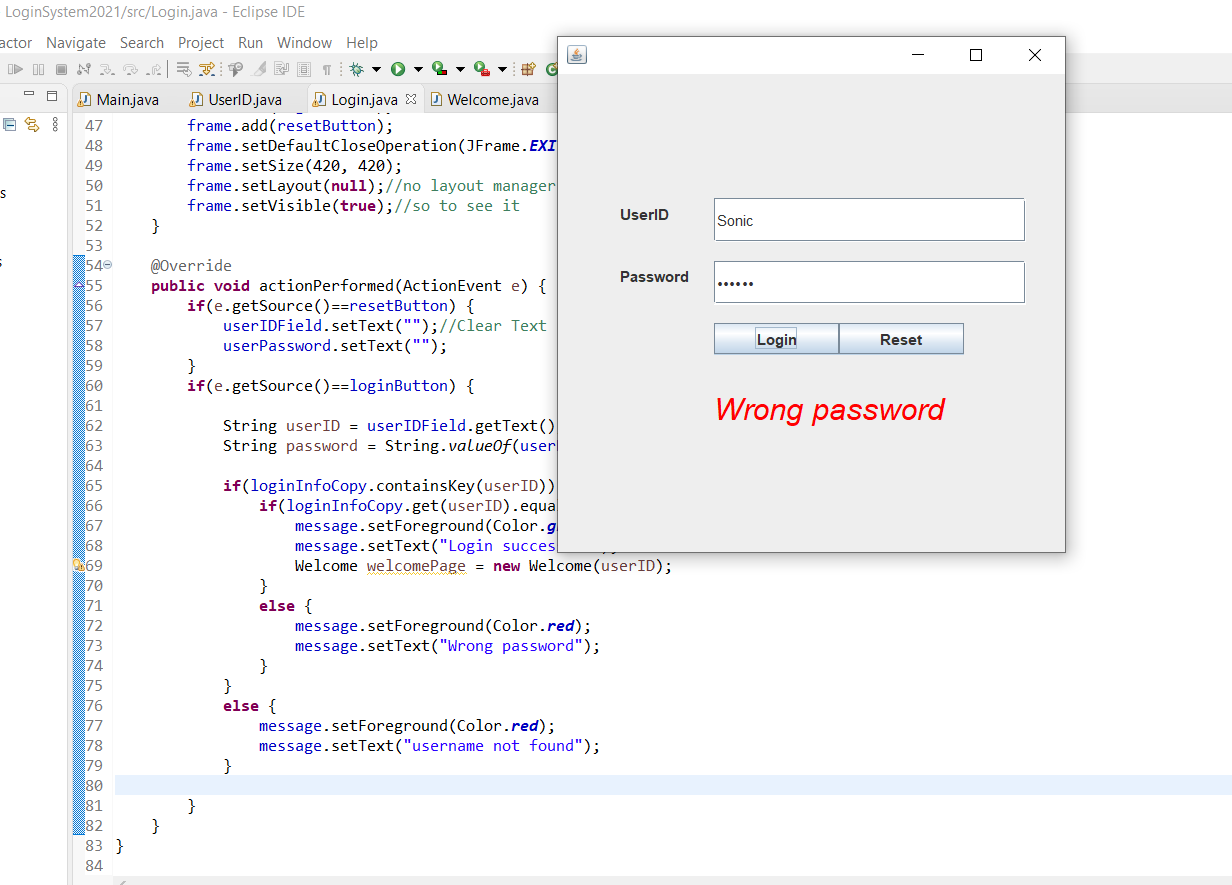 LoginSystem2021/src/Login.java - Eclipse IDE
actor Navigate Search Project Run Window Help
Main.java UserID.java Login.java Welcome.java
47 frame.add(resetButton);
48 frame.setDefaultCloseOperation(JFrame.EXI
49 frame.setSize(420, 420);
50 frame.setLayout(null);//no layout manager
51 frame.setVisible(true);//so to see it
52 }
53
54 @Override
55 public void actionPerformed(ActionEvent e) {
56 if(e.getSource()==resetButton) {
57 userIDField.setText("");//Clear Text
58 userPassword.setText("");
59 }
60 if(e.getSource()==loginButton) {
61
62 String userID = userIDField.getText()
63 String password = String.valueOf(user
64
65 if(loginInfoCopy.containsKey(userID))
66 if(loginInfoCopy.get(userID).equa
67 message.setForeground(Color.g
68 message.setText("Login succes
69 Welcome welcomePage = new Welcome(userID);
70 }
71 else {
72 message.setForeground(Color.red);
73 message.setText("Wrong password");
74 }
75 }
76 else {
77 message.setForeground(Color.red);
78 message.setText("username not found");
79 }
80
81 }
82 }
83 }
84
UserID Sonic
Password ••••••
Login Reset
Wrong password